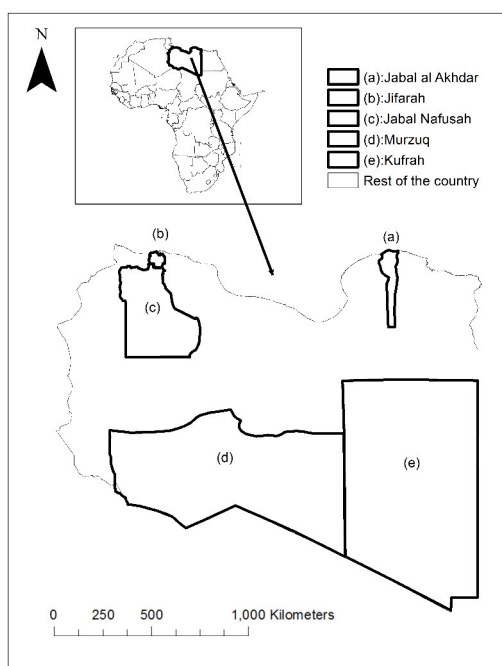 N
(a):Jabal al Akhdar
(b):Jifarah
(c):Jabal Nafusah
(d):Murzuq
(e):Kufrah
Rest of the country
(b)
(a)
(c)
(d)
(e)
0 250 500 1,000 Kilometers